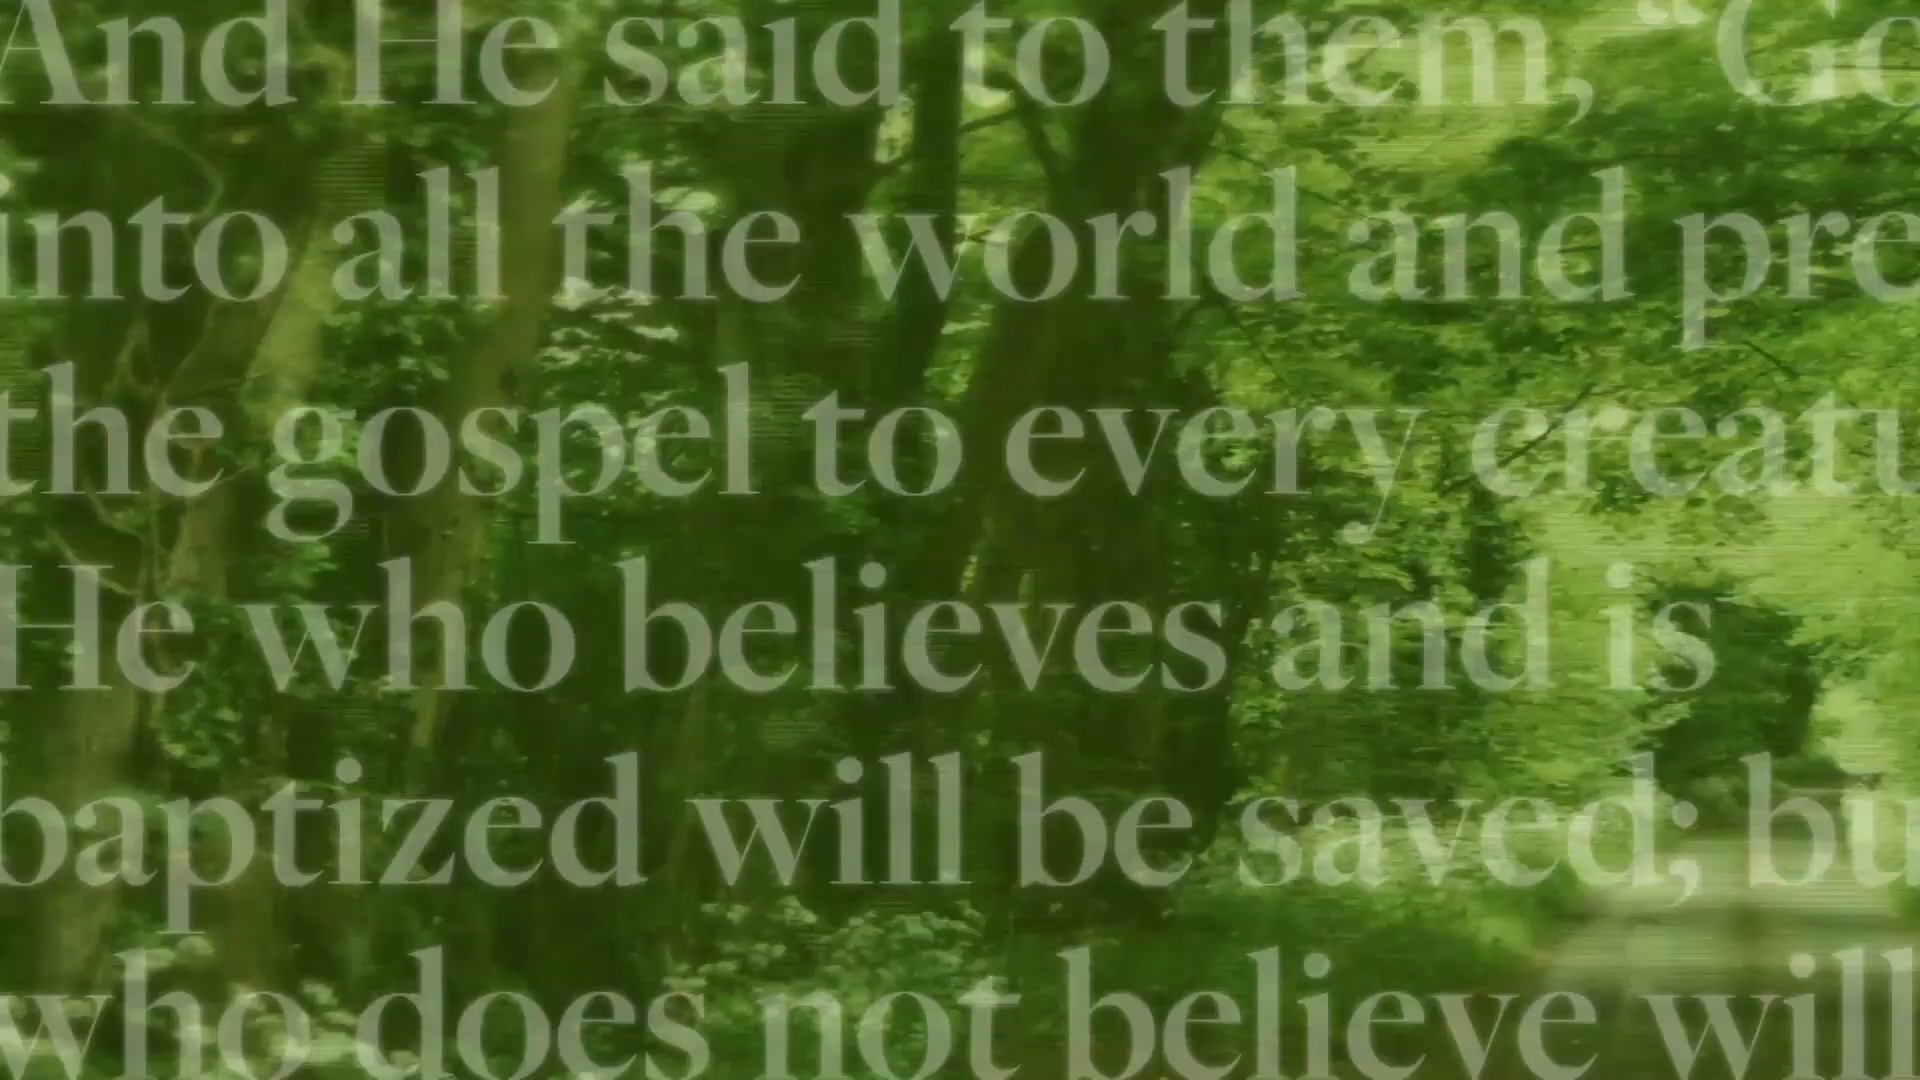 And He said to them, “Go
into all the world and pre
the gospel to every creatu
He who believes and is
baptized will be saved; bu
who does not believe will